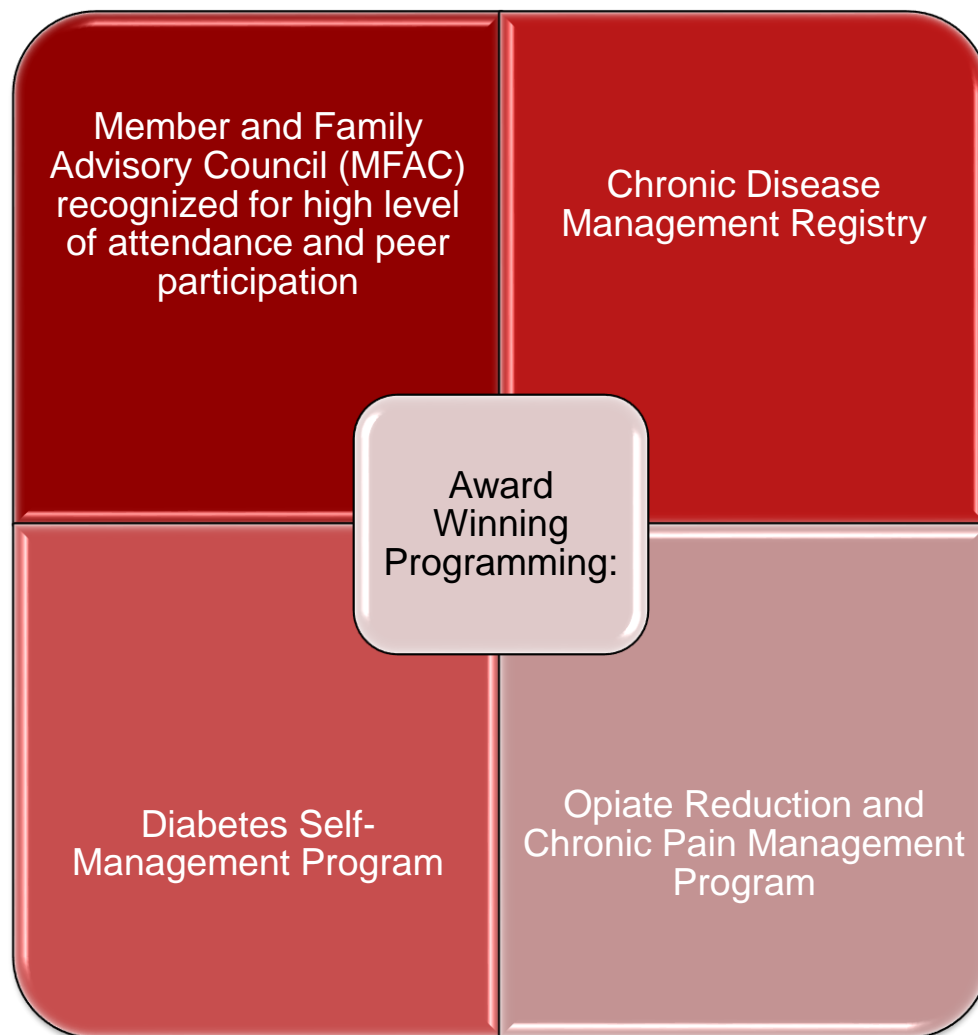 Member and Family
Advisory Council (MFAC)
recognized for high level
of attendance and peer
participation
Chronic Disease
Management Registry
Award
Winning
Programming:
Diabetes Self-
Management Program
Opiate Reduction and
Chronic Pain Management
Program